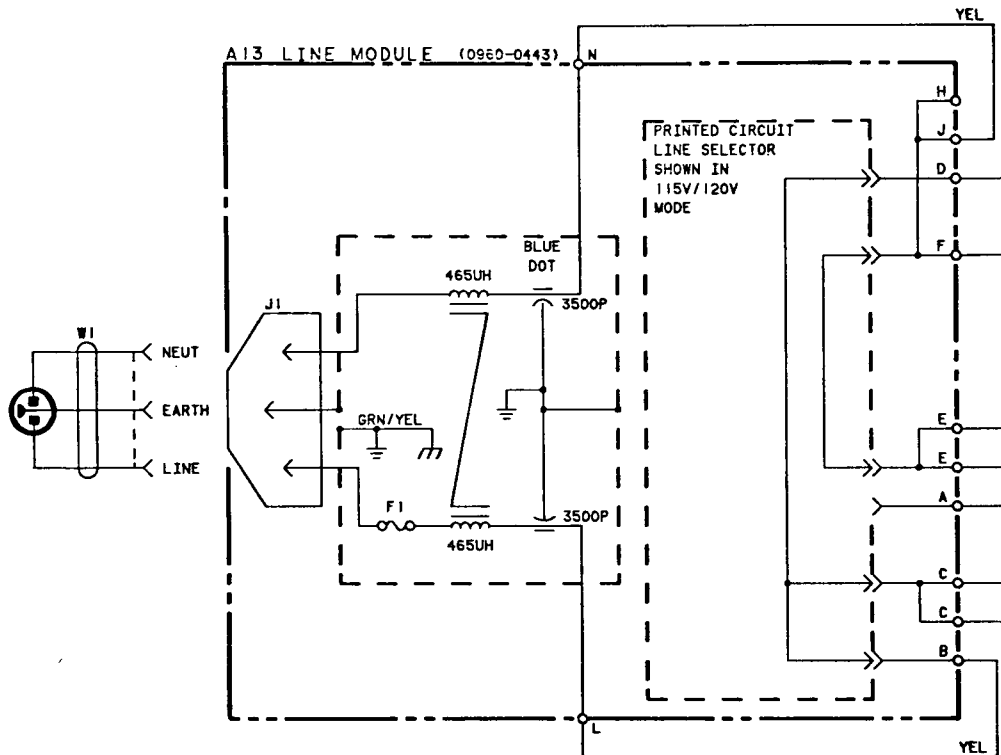 YEL
A13 LINE MODULE (0960-0443)
N
H
J
D
F
E
E
A
C
C
B
PRINTED CIRCUIT
LINE SELECTOR
SHOWN IN
115V/120V
MODE
BLUE
DOT
465UH
3500P
J1
W1
NEUT
EARTH
LINE
GRN/YEL
F1
465UH
3500P
L
YEL